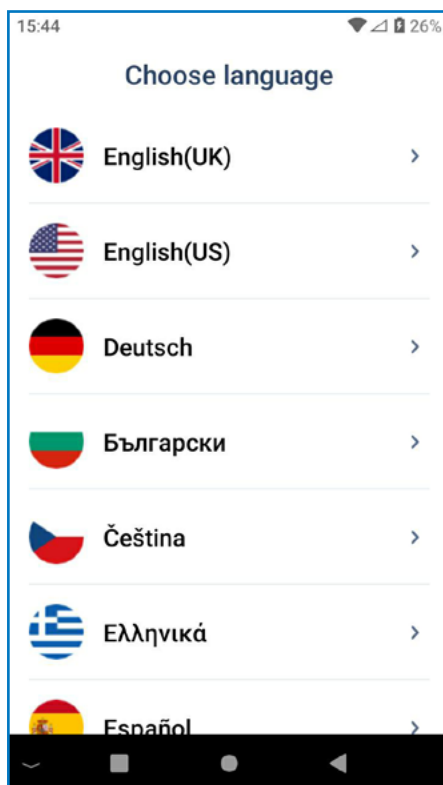 15:44 26%
Choose language
English(UK)
English(US)
Deutsch
Български
Čeština
Ελληνικά
Español